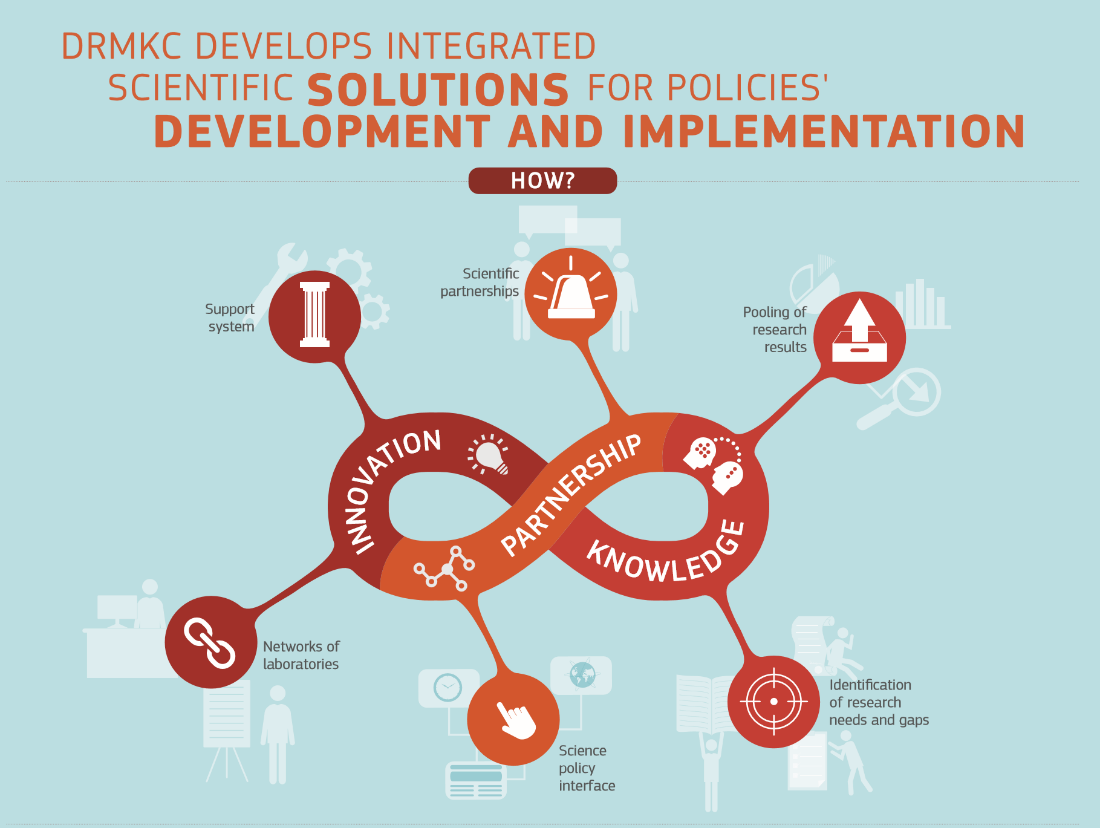 DRMKC DEVELOPS INTEGRATED
SCIENTIFIC SOLUTIONS FOR POLICIES'
DEVELOPMENT AND IMPLEMENTATION
HOW?
Support
system
Scientific
partnerships
Pooling of
research
results
INNOVATION
PARTNERSHIP
KNOWLEDGE
Networks of
laboratories
Science
policy
interface
Identification
of research
needs and gaps